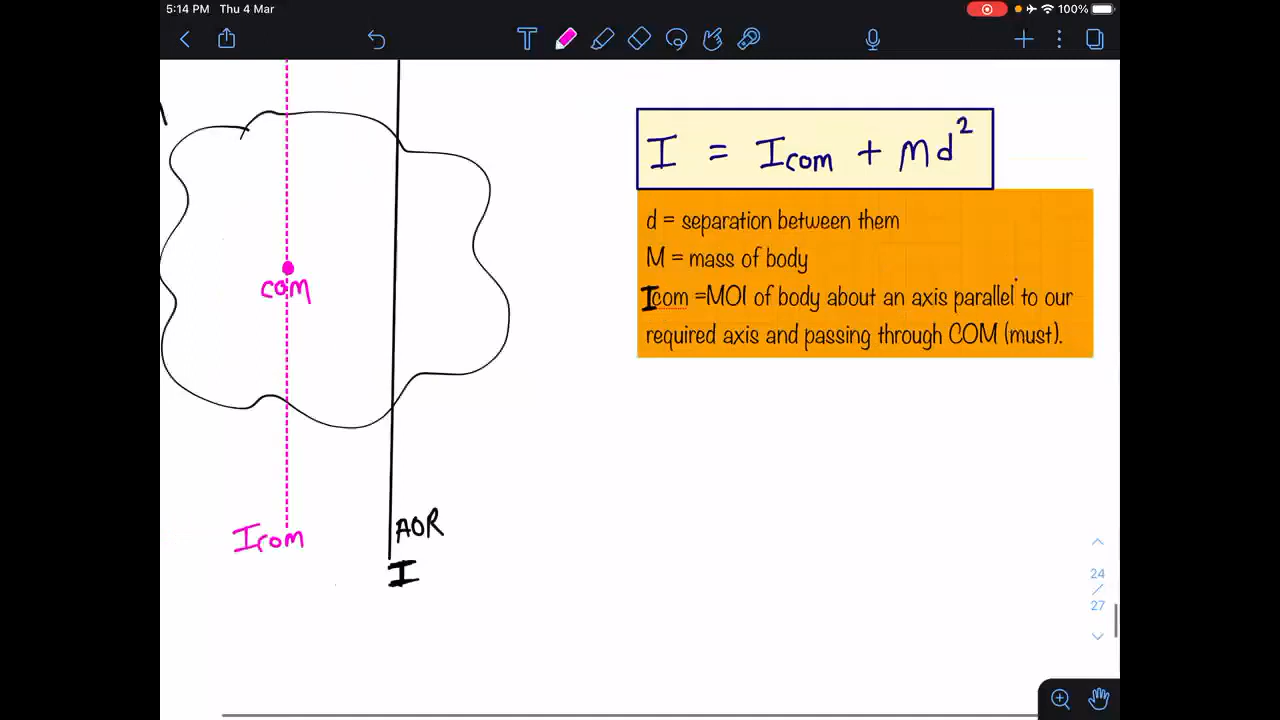 5:14 PM Thu 4 Mar
100%
I = Icom + Md²
d = separation between them
M = mass of body
Icom =MOI of body about an axis parallel to our
required axis and passing through COM (must).
COM
Icom
AOR
I
24
/
27